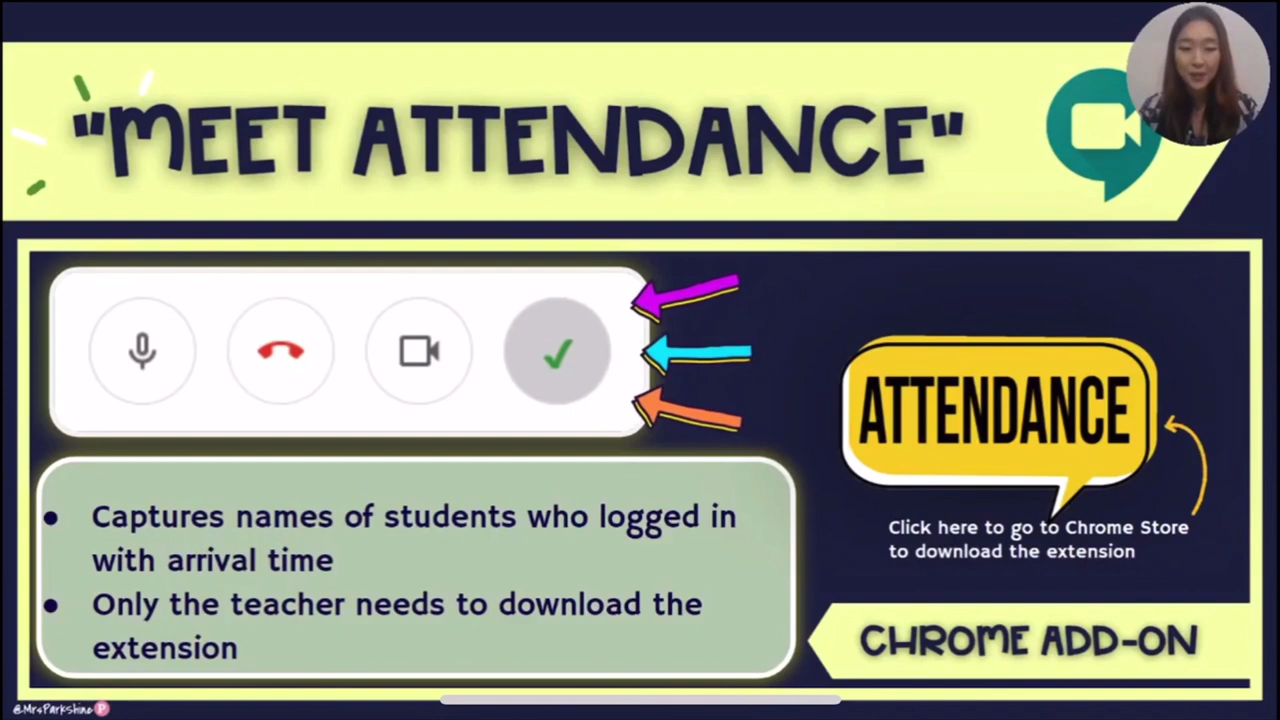 "MEET ATTENDANCE"
ATTENDANCE
Click here to go to Chrome Store
to download the extension
● Captures names of students who logged in
with arrival time
● Only the teacher needs to download the
extension
CHROME ADD-ON
@MrsParkshine